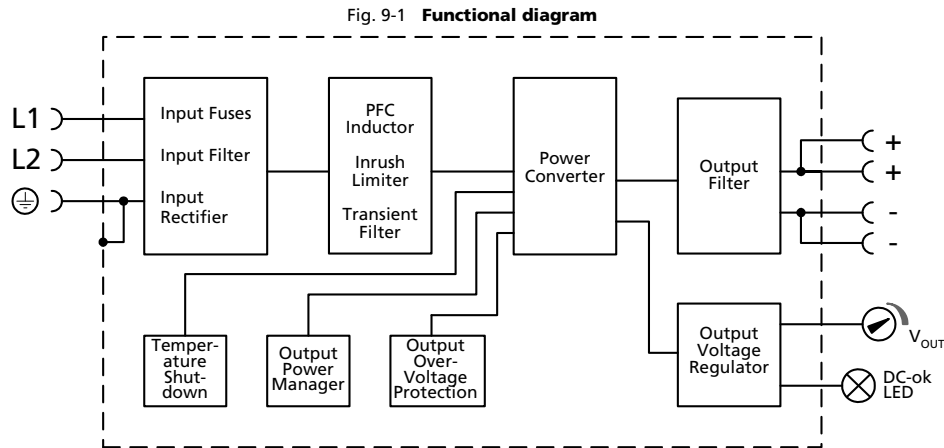 Fig. 9-1 Functional diagram
L1
L2
Input Fuses
Input Filter
Input
Rectifier
PFC
Inductor
Inrush
Limiter
Transient
Filter
Power
Converter
Output
Filter
+
+
-
-
Temper-
ature
Shut-
down
Output
Power
Manager
Output
Over-
Voltage
Protection
Output
Voltage
Regulator
VOUT
DC-ok
LED